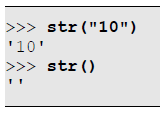 >>> str("10")
'10'
>>> str()
''